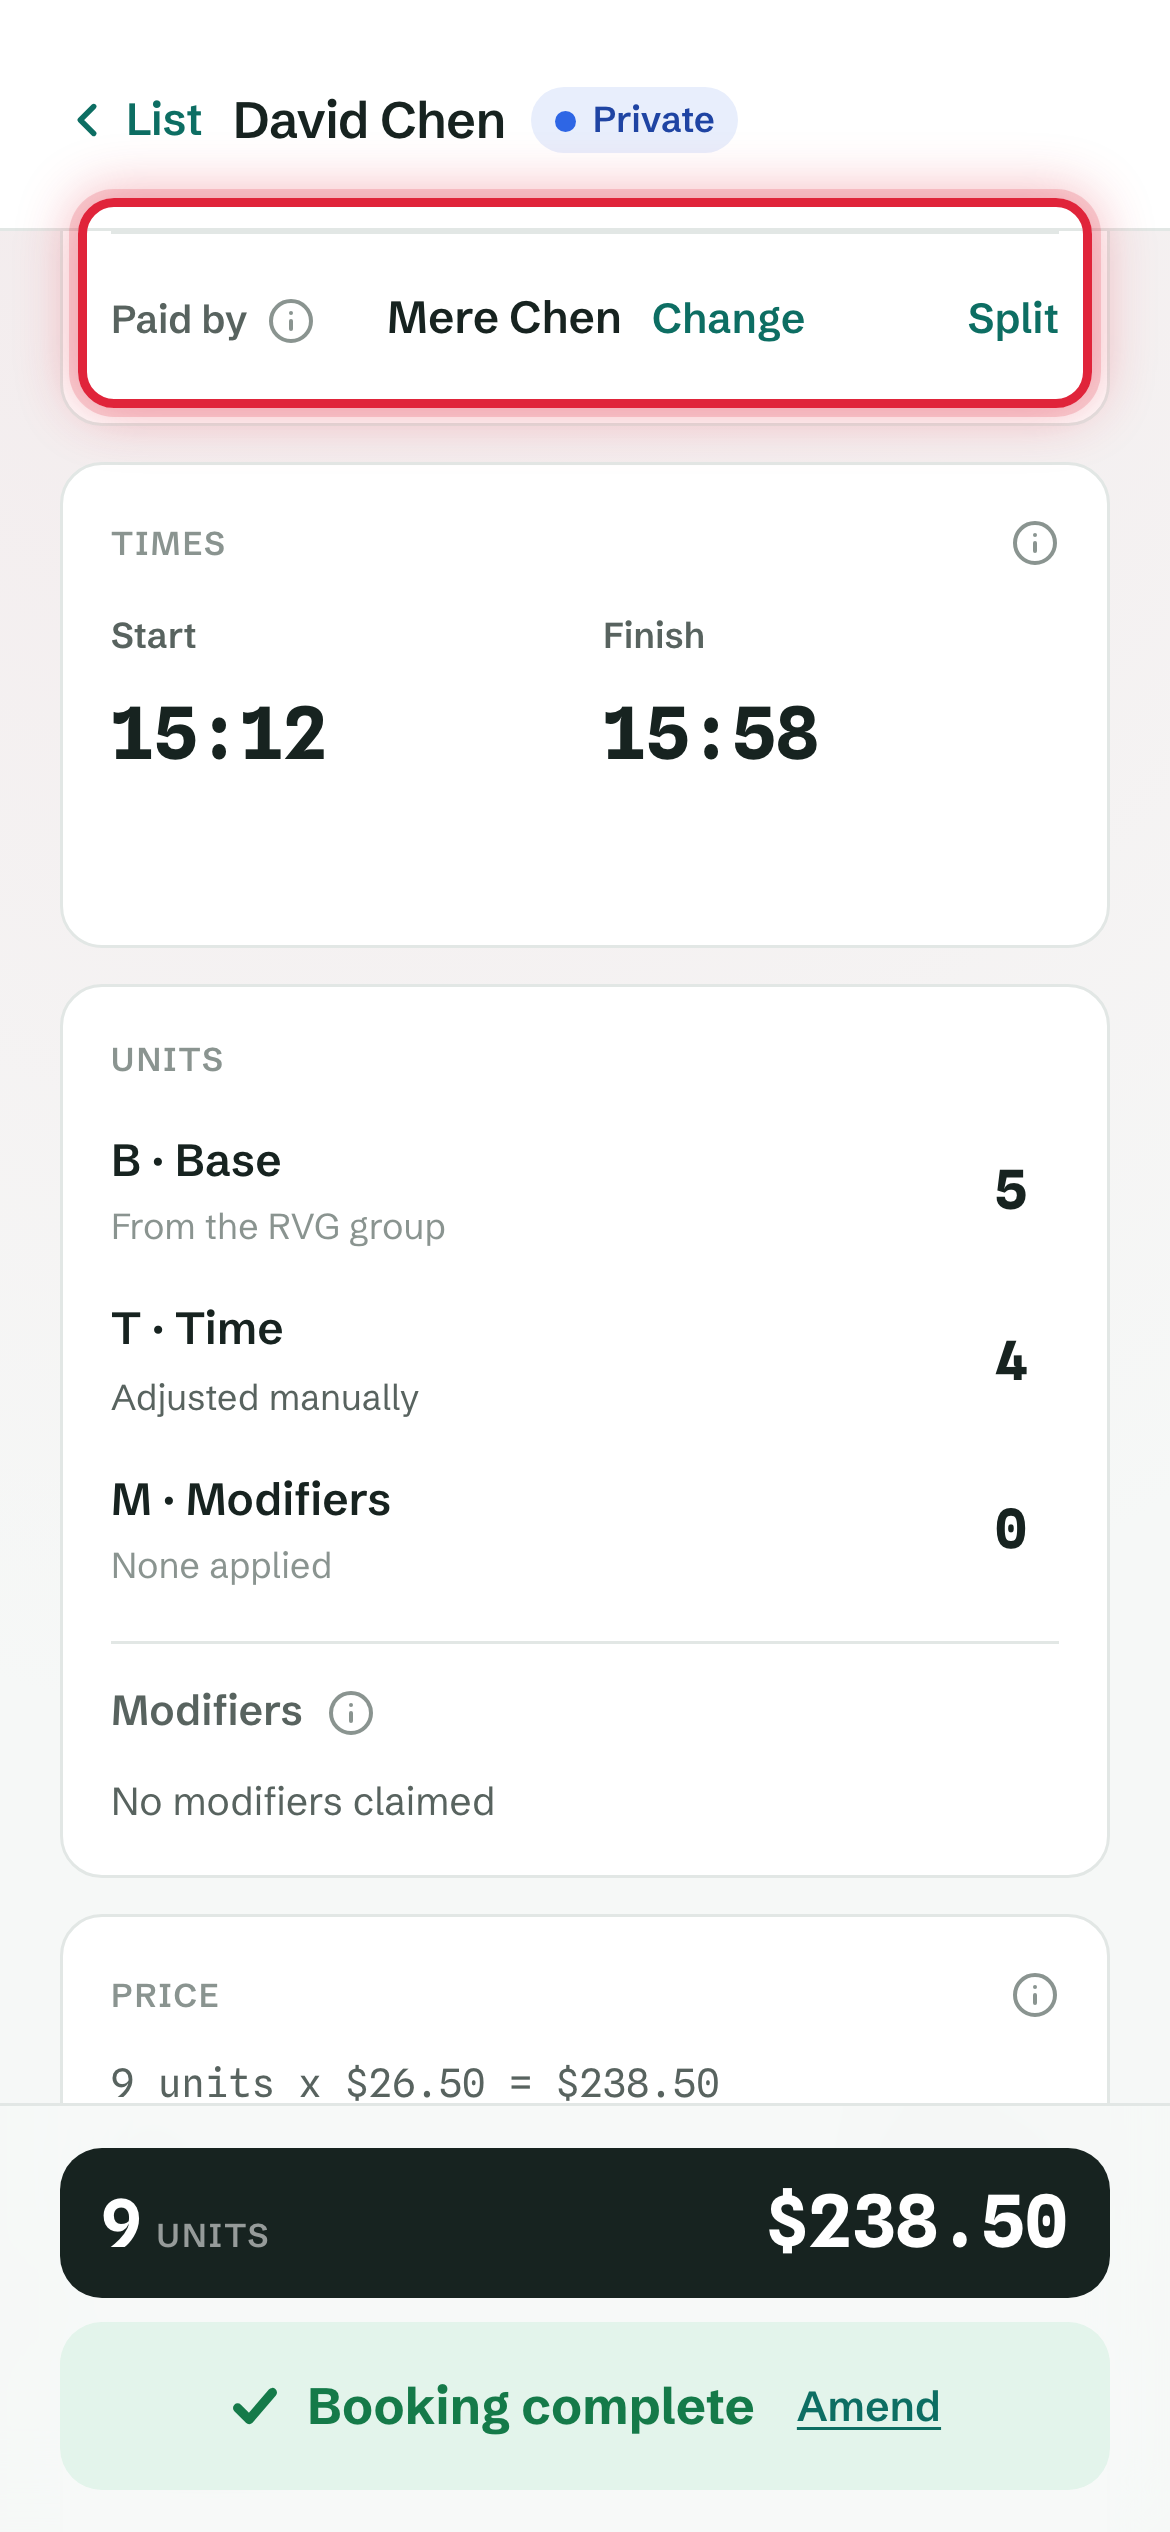 List David Chen Private
Paid by Mere Chen Change Split
TIMES
Start Finish
15:12 15:58
UNITS
B · Base
5
From the RVG group
T · Time
4
Adjusted manually
M · Modifiers
0
None applied
Modifiers
No modifiers claimed
PRICE
9 units x $26.50 = $238.50
9 UNITS $238.50
Booking complete Amend